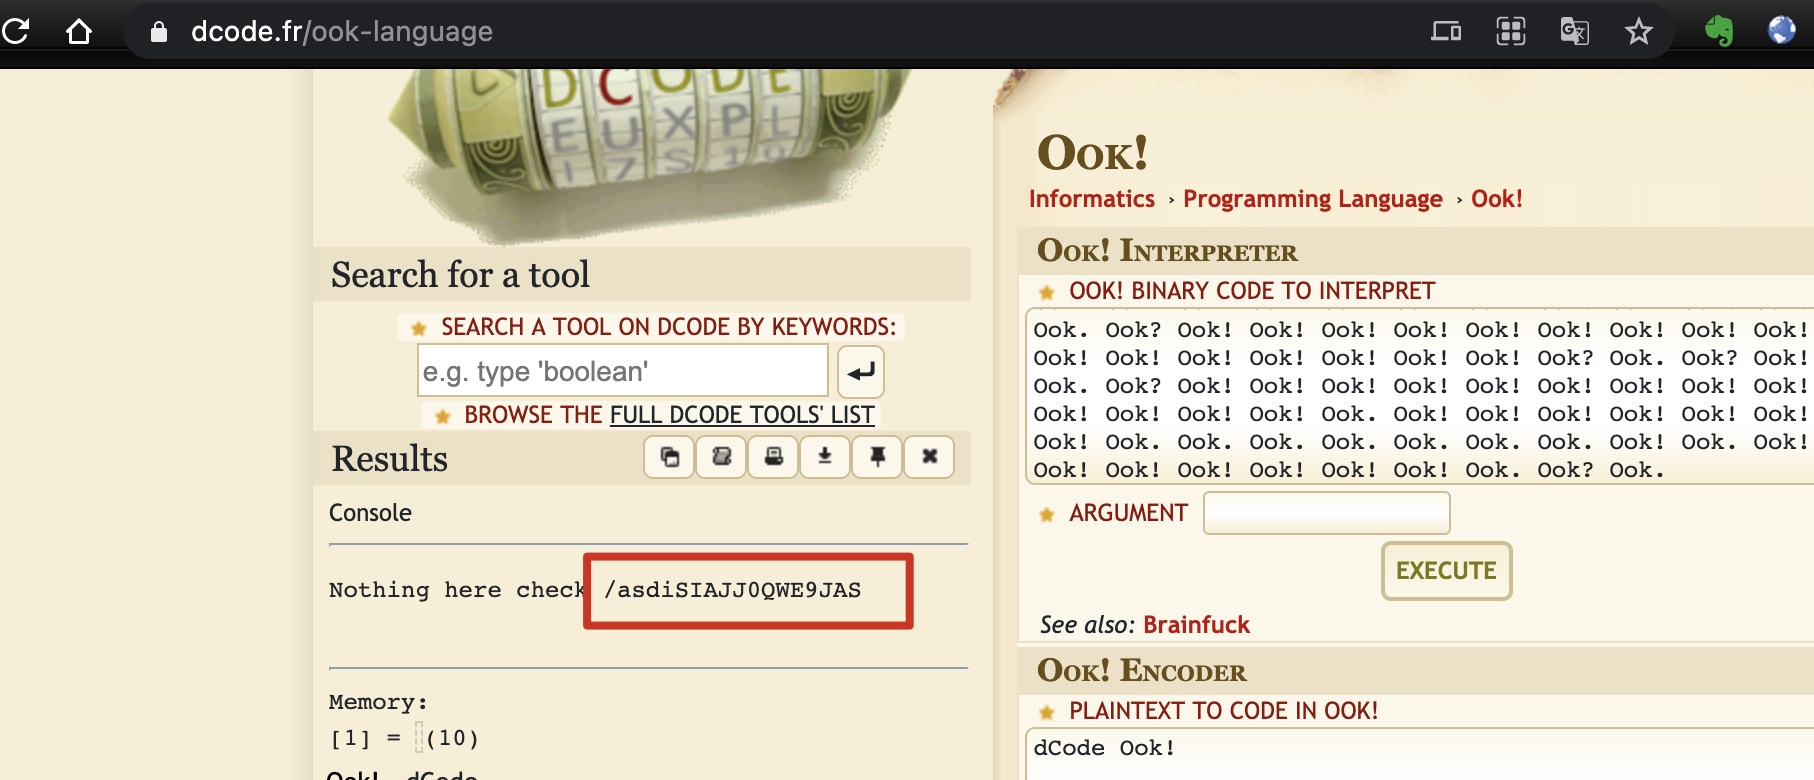 dcode.fr/ook-language
DCODE
EUXPL
Search for a tool
SEARCH A TOOL ON DCODE BY KEYWORDS:
e.g. type 'boolean'
BROWSE THE FULL DCODE TOOLS' LIST
Results
Console
Nothing here check /asdiSIAJJ0QWE9JAS
Memory:
[1] = (10)
Ook! dCode
Ook!
Informatics › Programming Language › Ook!
Ook! Interpreter
OOK! BINARY CODE TO INTERPRET
Ook. Ook? Ook! Ook! Ook! Ook! Ook! Ook! Ook! Ook! Ook!
Ook! Ook! Ook! Ook! Ook! Ook! Ook! Ook? Ook. Ook? Ook!
Ook. Ook? Ook! Ook! Ook! Ook! Ook! Ook! Ook! Ook! Ook!
Ook! Ook! Ook! Ook! Ook. Ook! Ook! Ook! Ook! Ook! Ook!
Ook! Ook. Ook. Ook. Ook. Ook. Ook. Ook. Ook! Ook. Ook!
Ook! Ook! Ook! Ook! Ook! Ook! Ook. Ook? Ook.
ARGUMENT
EXECUTE
See also: Brainfuck
Ook! Encoder
PLAINTEXT TO CODE IN OOK!
dCode Ook!